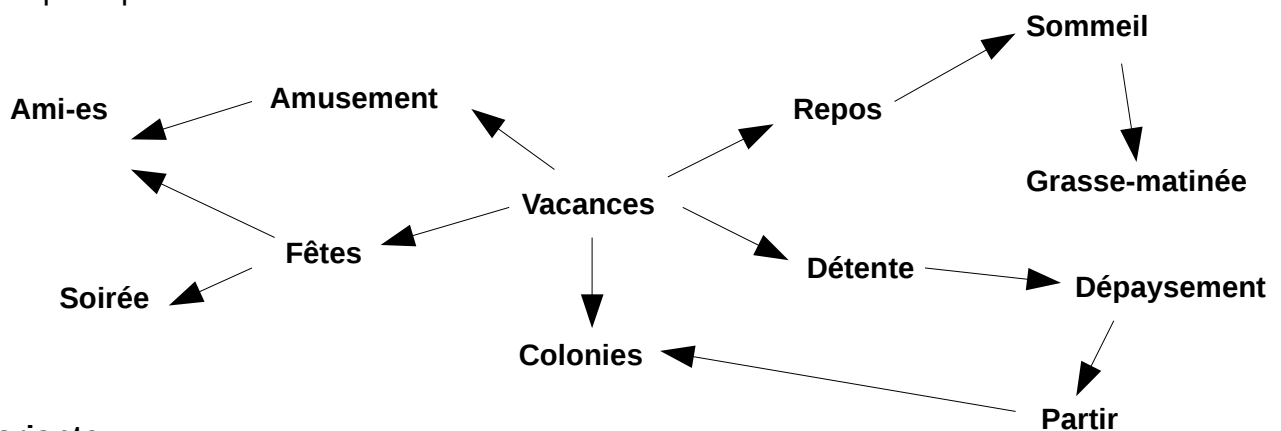 Sommeil
Ami-es
Amusement
Repos
Grasse-matinée
Vacances
Fêtes
Détente
Soirée
Dépaysement
Colonies
Partir